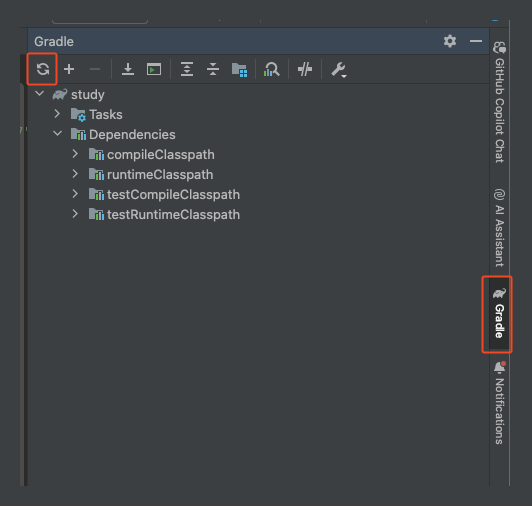 Gradle
study
Tasks
Dependencies
compileClasspath
runtimeClasspath
testCompileClasspath
testRuntimeClasspath
GitHub Copilot Chat
AI Assistant
Gradle
Notifications